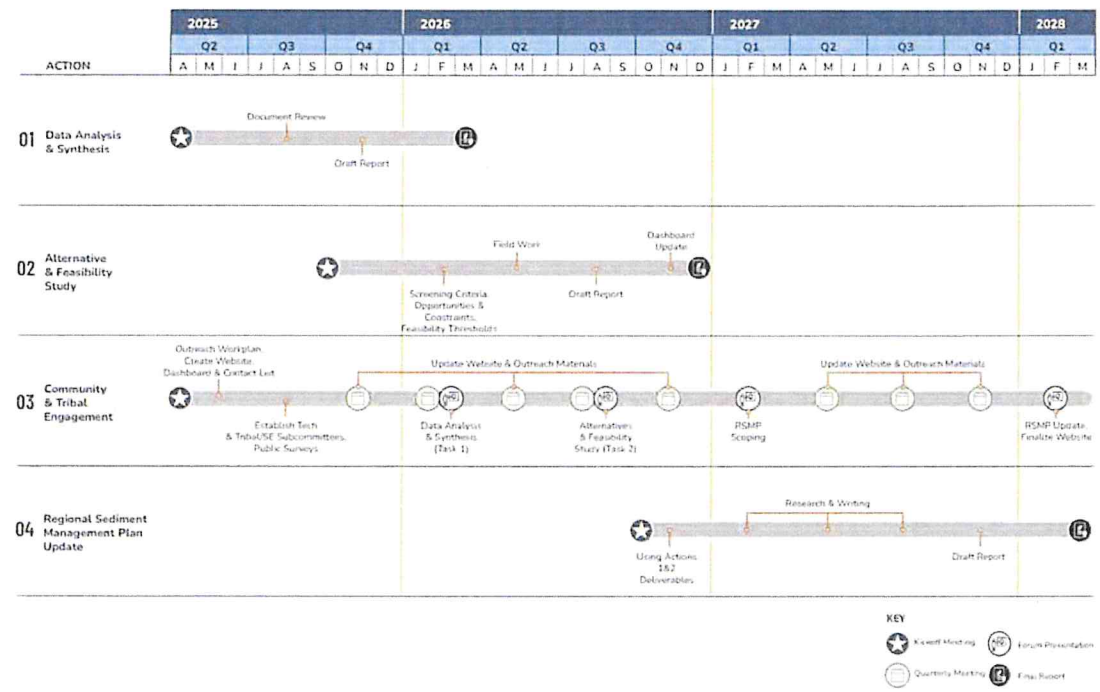 2025 2026 2027 2028
Q2 Q3 Q4 Q1 Q2 Q3 Q4 Q1 Q2 Q3 Q4 Q1
ACTION A M J J A S O N D J F M A M J J A S O N D J F M A M J J A S O N D J F M
Document Review
01 Data Analysis
& Synthesis
Draft Report
Field Work
Dashboard
Update
02 Alternative
& Feasibility
Study
Screening Criteria,
Opportunities &
Constraints,
Feasibility Thresholds
Draft Report
Outreach Workplan,
Create Website,
Dashboard & Contact List
Update Website & Outreach Materials
Update Website & Outreach Materials
03 Community
& Tribal
Engagement
Establish Tech
& Tribal/SE Subcommittees,
Public Surveys
Data Analysis
& Synthesis
(Task 1)
Alternatives
& Feasibility
Study (Task 2)
RSMP
Scoping
RSMP Update,
Finalize Website
Research & Writing
04 Regional Sediment
Management Plan
Update
Using Actions
1&2
Deliverables
Draft Report
KEY
Kickoff Meeting
Forum Presentation
Quarterly Meeting
Final Report